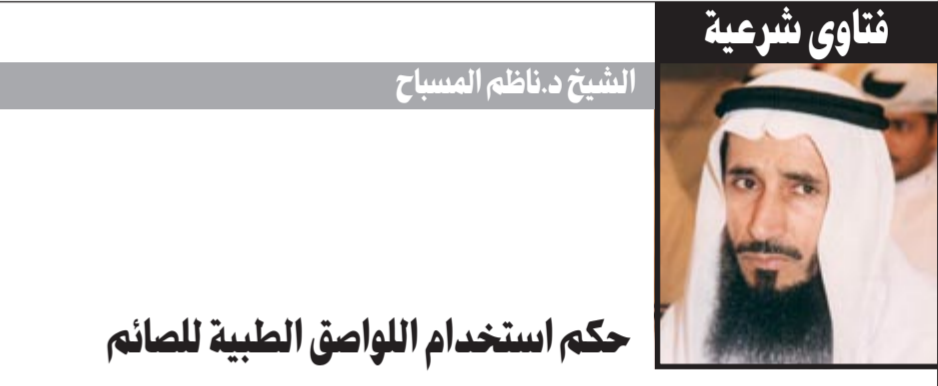 فتاوى شرعية
الشيخ د.ناظم المسباح
حكم استخدام اللواصق الطبية للصائم